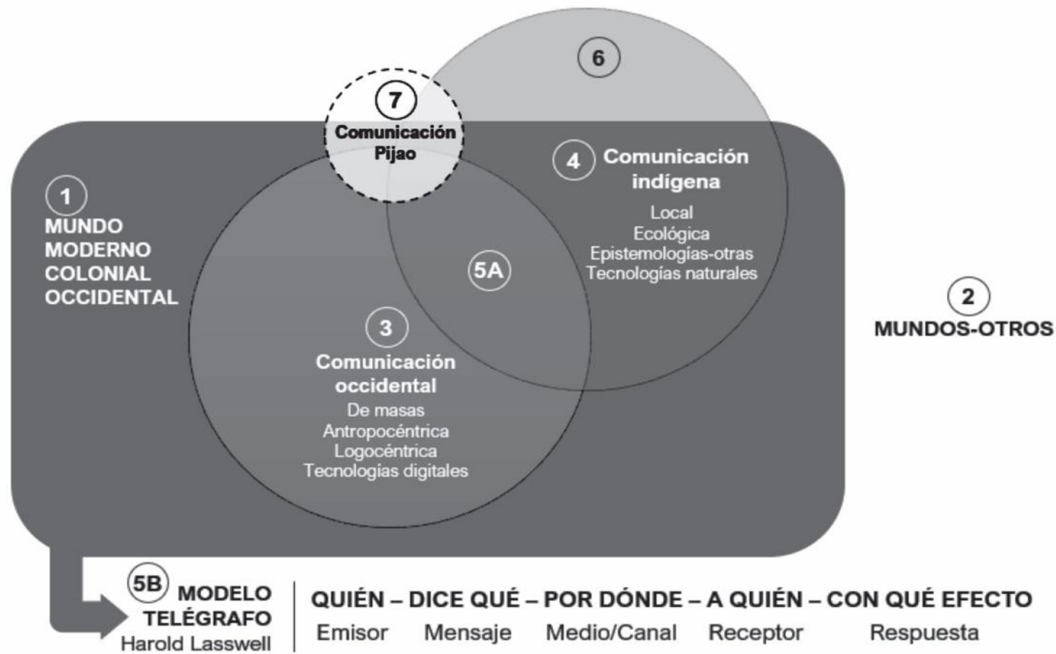 6
7
Comunicación
Pijao
4
Comunicación
indígena
Local
Ecológica
Epistemologías-otras
Tecnologías naturales
1
MUNDO
MODERNO
COLONIAL
OCCIDENTAL
5A
2
MUNDOS-OTROS
3
Comunicación
occidental
De masas
Antropocéntrica
Logocéntrica
Tecnologías digitales
5B
MODELO
TELÉGRAFO
Harold Lasswell
QUIÉN – DICE QUÉ – POR DÓNDE – A QUIÉN – CON QUÉ EFECTO
Emisor Mensaje Medio/Canal Receptor Respuesta